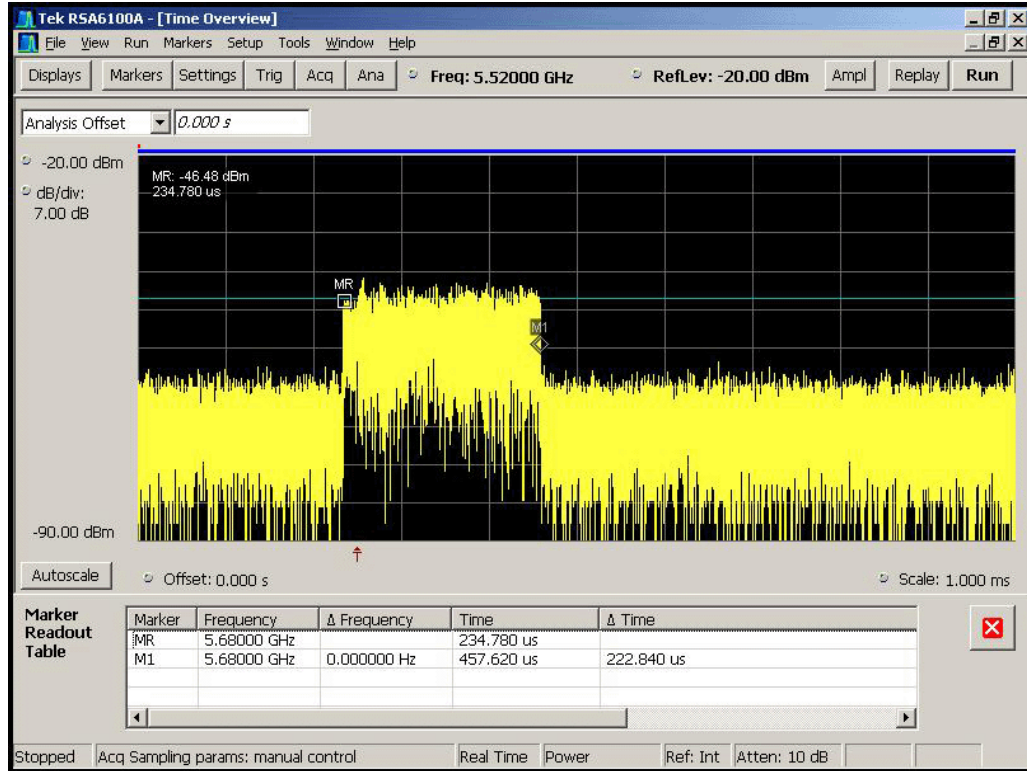 Tek RSA6100A - [Time Overview]
File View Run Markers Setup Tools Window Help
Displays Markers Settings Trig Acq Ana Freq: 5.52000 GHz RefLev: -20.00 dBm Ampl Replay Run
Analysis Offset 0.000 s
-20.00 dBm
dB/div:
7.00 dB
MR: -46.48 dBm
234.780 us
MR
M1
-90.00 dBm
Autoscale Offset: 0.000 s Scale: 1.000 ms
Marker Readout Table
Marker Frequency Δ Frequency Time Δ Time
MR 5.68000 GHz 234.780 us
M1 5.68000 GHz 0.000000 Hz 457.620 us 222.840 us
Stopped Acq Sampling params: manual control Real Time Power Ref: Int Atten: 10 dB